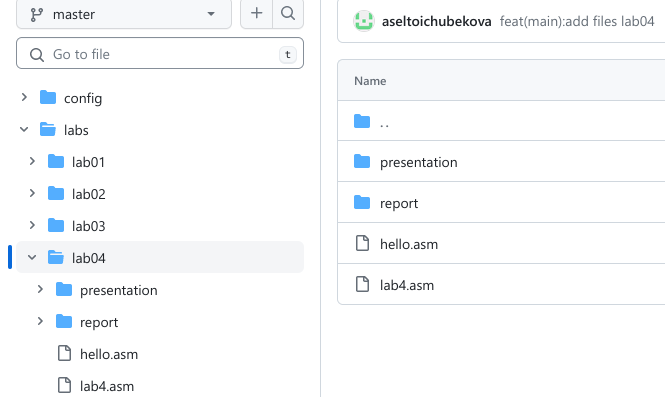 master
Go to file
t
config
labs
lab01
lab02
lab03
lab04
presentation
report
hello.asm
lab4.asm
aseltoichubekova feat(main):add files lab04
Name
..
presentation
report
hello.asm
lab4.asm